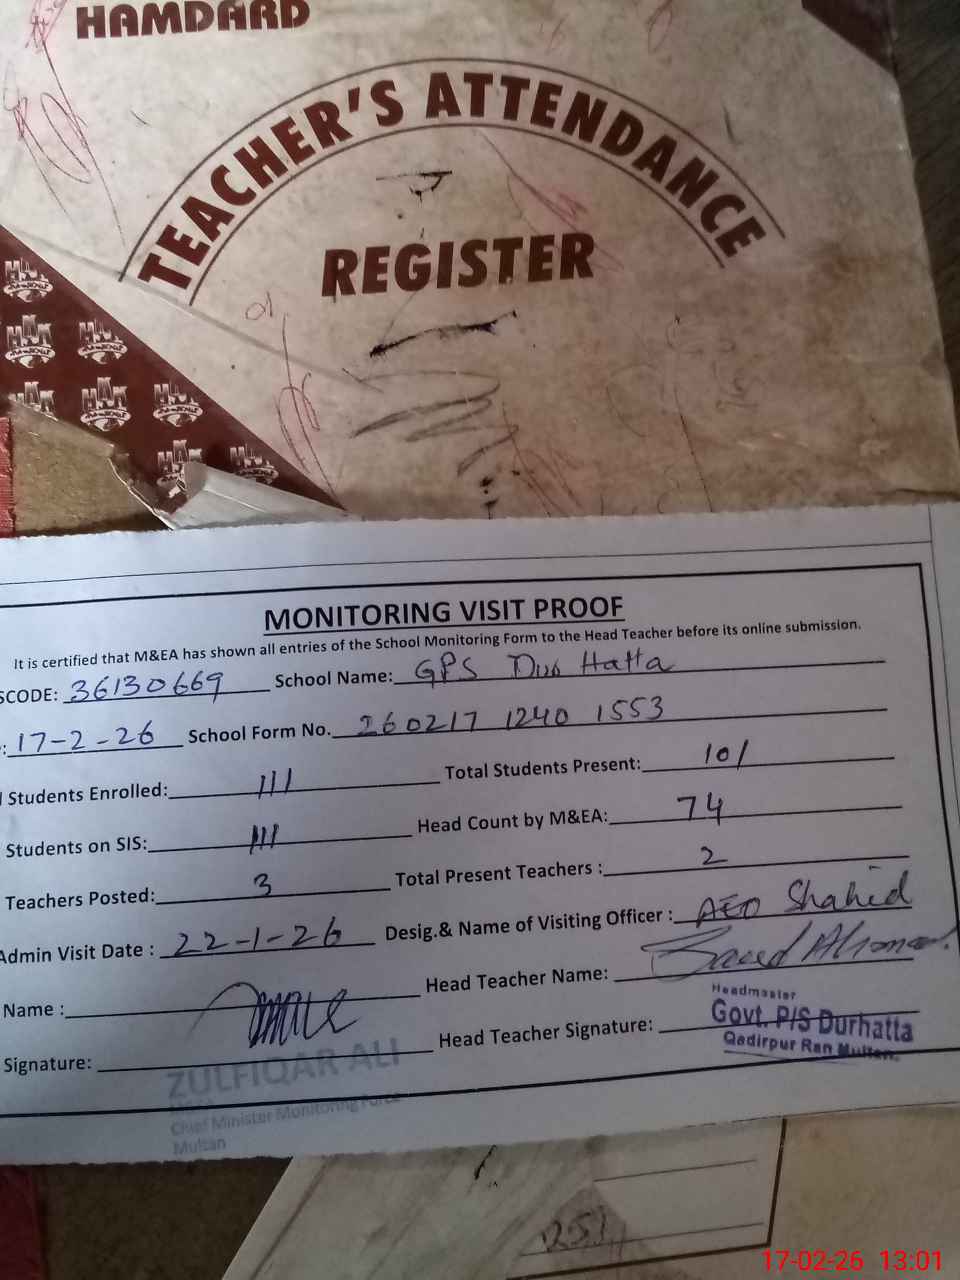 HAMDARD
TEACHER'S ATTENDANCE
REGISTER
MONITORING VISIT PROOF
It is certified that M&EA has shown all entries of the School Monitoring Form to the Head Teacher before its online submission.
SCODE: 36130669 School Name: GPS Hatta
: 17-2-26 School Form No. 260217 1240 1553
Students Enrolled: 111 Total Students Present: 101
Students on SIS: 111 Head Count by M&EA: 74
Teachers Posted: 3 Total Present Teachers : 2
Admin Visit Date : 22-1-26 Desig.& Name of Visiting Officer : AEO Shahid
Name : Head Teacher Name: Saeed Ahmad
Signature: Head Teacher Signature:
Headmaster
Govt. P/S Durhatta
Qadirpur Ran Multan.
ZULFIQAR ALI
Chief Minister Monitoring Force
Multan
251
17-02-26 13:01